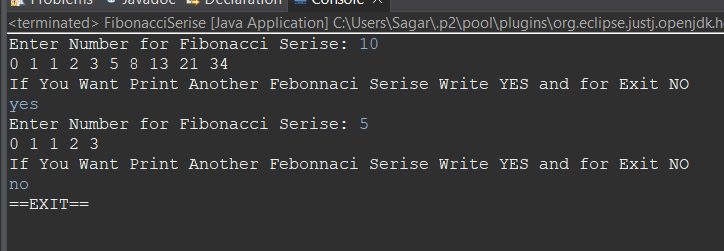 Problems Javadoc Declaration Console
<terminated> FibonacciSerise [Java Application] C:\Users\Sagar\.p2\pool\plugins\org.eclipse.justj.openjdk.h
Enter Number for Fibonacci Serise: 10
0 1 1 2 3 5 8 13 21 34
If You Want Print Another Febonnaci Serise Write YES and for Exit NO
yes
Enter Number for Fibonacci Serise: 5
0 1 1 2 3
If You Want Print Another Febonnaci Serise Write YES and for Exit NO
no
==EXIT==